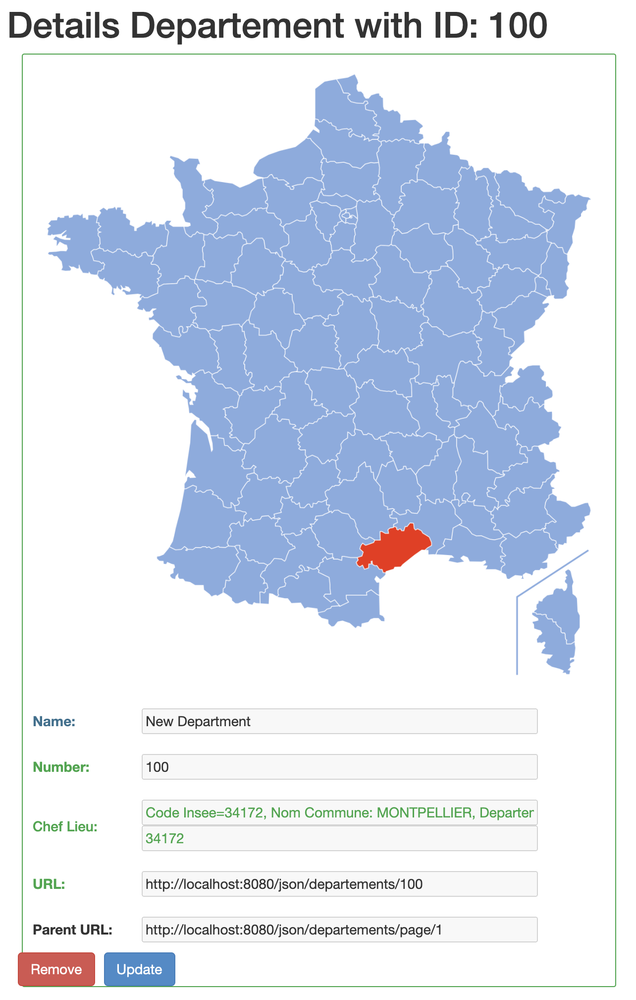 Details Departement with ID: 100
Name:
New Department
Number:
100
Chef Lieu:
Code Insee=34172, Nom Commune: MONTPELLIER, Departer
34172
URL:
http://localhost:8080/json/departements/100
Parent URL:
http://localhost:8080/json/departements/page/1
Remove
Update